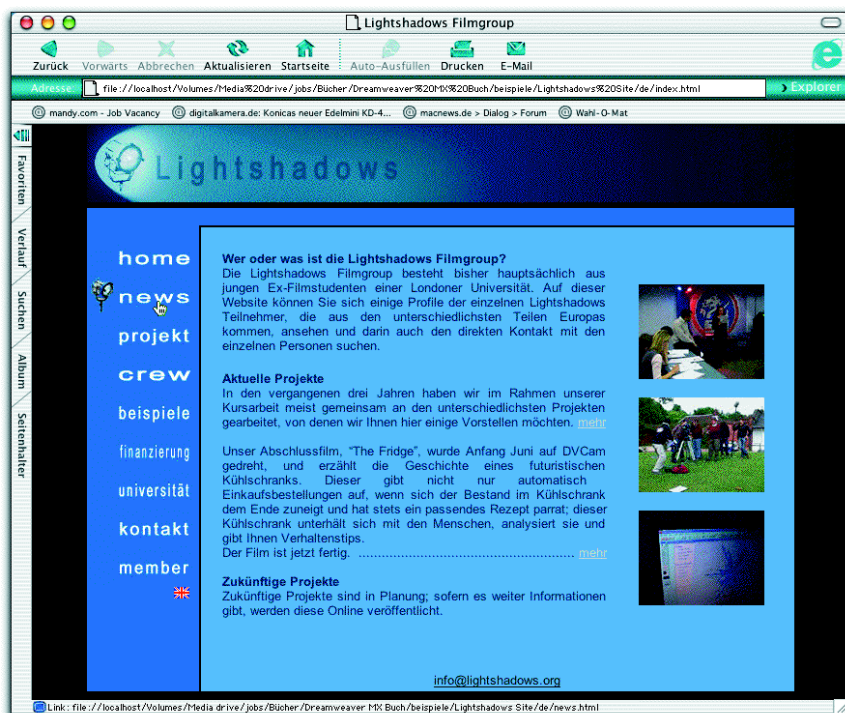 Lightshadows Filmgroup
Zurück Vorwärts Abbrechen Aktualisieren Startseite Auto-Ausfüllen Drucken E-Mail
Adresse file://localhost/Volumes/Media%20drive/jobs/Bücher/Dreamweaver%20MX%20Buch/beispiele/Lightshadows%20Site/de/index.html Explorer
mandy.com - Job Vacancy digitalkamera.de: Konicas neuer Edelmini KD-4... macnews.de > Dialog > Forum Wahl-O-Mat
Favoriten
Verlauf
Suchen
Album
Seitenhalter
Lightshadows
home
news
projekt
crew
beispiele
finanzierung
universität
kontakt
member
Wer oder was ist die Lightshadows Filmgroup?
Die Lightshadows Filmgroup besteht bisher hauptsächlich aus
jungen Ex-Filmstudenten einer Londoner Universität. Auf dieser
Website können Sie sich einige Profile der einzelnen Lightshadows
Teilnehmer, die aus den unterschiedlichsten Teilen Europas
kommen, ansehen und darin auch den direkten Kontakt mit den
einzelnen Personen suchen.
Aktuelle Projekte
In den vergangenen drei Jahren haben wir im Rahmen unserer
Kursarbeit meist gemeinsam an den unterschiedlichsten Projekten
gearbeitet, von denen wir Ihnen hier einige Vorstellen möchten. mehr
Unser Abschlussfilm, “The Fridge”, wurde Anfang Juni auf DVCam
gedreht, und erzählt die Geschichte eines futuristischen
Kühlschranks. Dieser gibt nicht nur automatisch
Einkaufsbestellungen auf, wenn sich der Bestand im Kühlschrank
dem Ende zuneigt und hat stets ein passendes Rezept parrat; dieser
Kühlschrank unterhält sich mit den Menschen, analysiert sie und
gibt Ihnen Verhaltenstips.
Der Film ist jetzt fertig. ...................................................... mehr
Zukünftige Projekte
Zukünftige Projekte sind in Planung; sofern es weiter Informationen
gibt, werden diese Online veröffentlicht.
info@lightshadows.org
Link: file://localhost/Volumes/Media drive/jobs/Bücher/Dreamweaver MX Buch/beispiele/Lightshadows Site/de/news.html